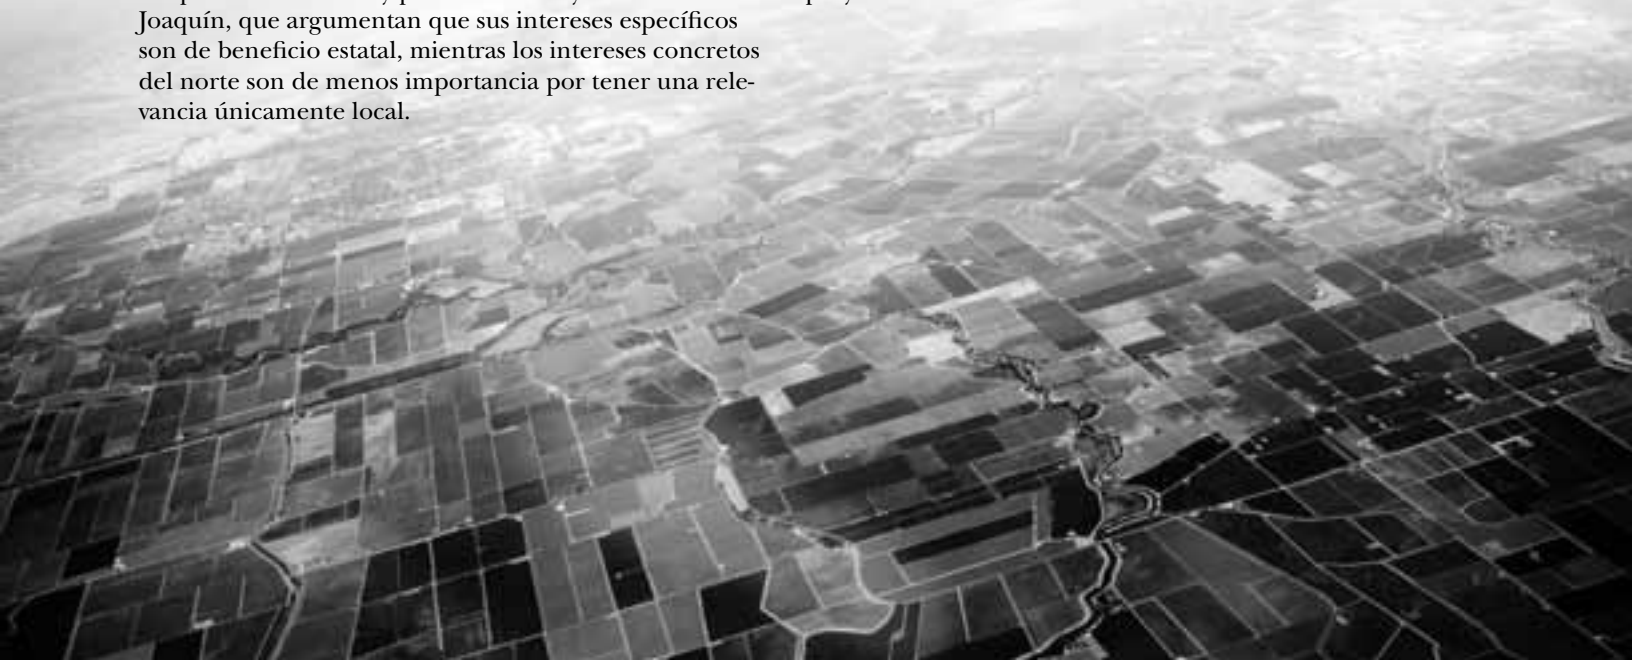 Joaquín, que argumentan que sus intereses específicos
son de beneficio estatal, mientras los intereses concretos
del norte son de menos importancia por tener una rele-
vancia únicamente local.